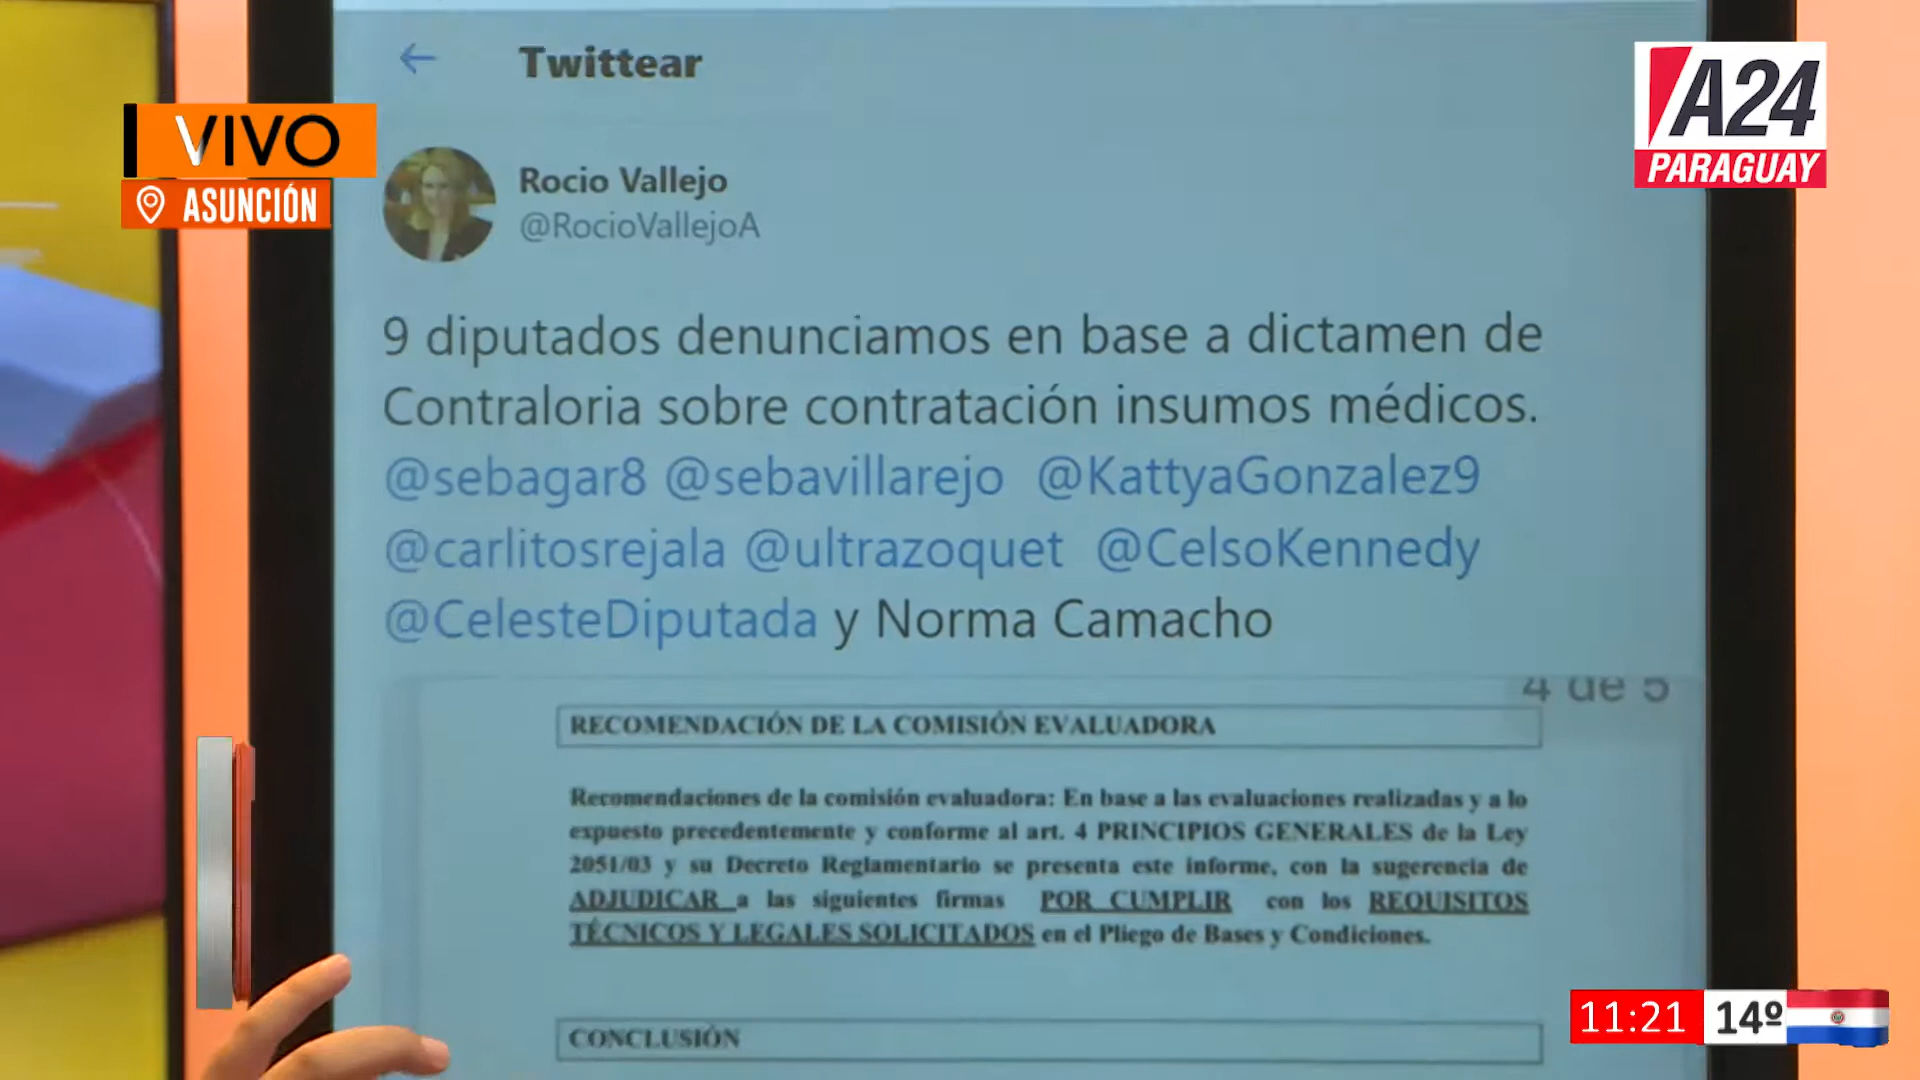 Twittear
VIVO
ASUNCIÓN
A24
PARAGUAY
Rocio Vallejo
@RocioVallejoA
9 diputados denunciamos en base a dictamen de
Contraloria sobre contratación insumos médicos.
@sebagar8 @sebavillarejo @KattyaGonzalez9
@carlitosrejala @ultrazoquet @CelsoKennedy
@CelesteDiputada y Norma Camacho
4 de 5
RECOMENDACIÓN DE LA COMISIÓN EVALUADORA
Recomendaciones de la comisión evaluadora: En base a las evaluaciones realizadas y a lo
expuesto precedentemente y conforme al art. 4 PRINCIPIOS GENERALES de la Ley
2051/03 y su Decreto Reglamentario se presenta este informe, con la sugerencia de
ADJUDICAR a las siguientes firmas POR CUMPLIR con los REQUISITOS
TÉCNICOS Y LEGALES SOLICITADOS en el Pliego de Bases y Condiciones.
CONCLUSIÓN
11:21 14º